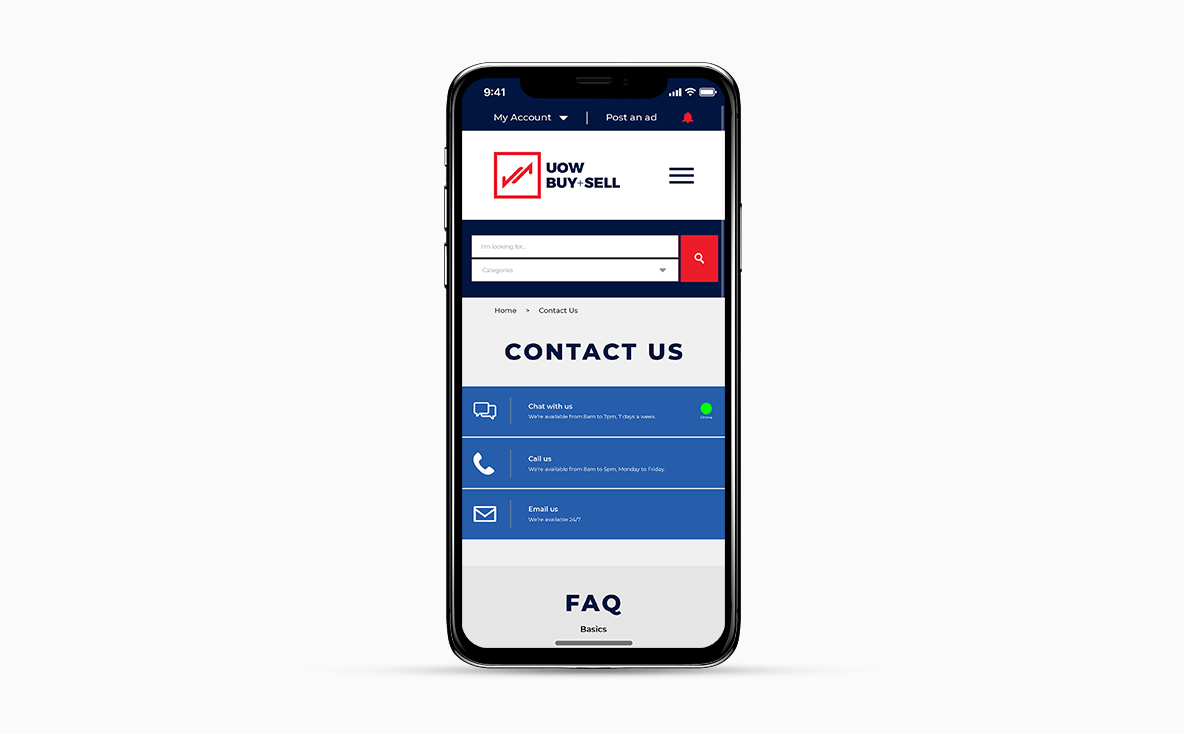 9:41
My Account
Post an ad
UOW
BUY+SELL
I'm looking for...
Categories
Home > Contact Us
CONTACT US
Chat with us
We're available from 8am to 7pm, 7 days a week.
Online
Call us
We're available from 8am to 5pm, Monday to Friday.
Email us
We're available 24/7.
FAQ
Basics